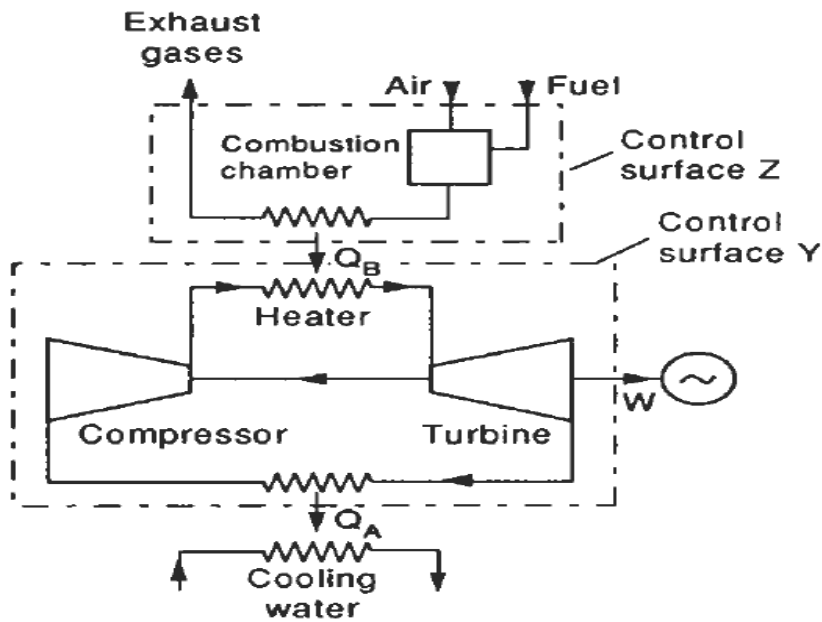 Exhaust
gases
Air
Fuel
Combustion
chamber
Control
surface Z
Control
surface Y
Q_B
Heater
Compressor
Turbine
W
Q_A
Cooling
water